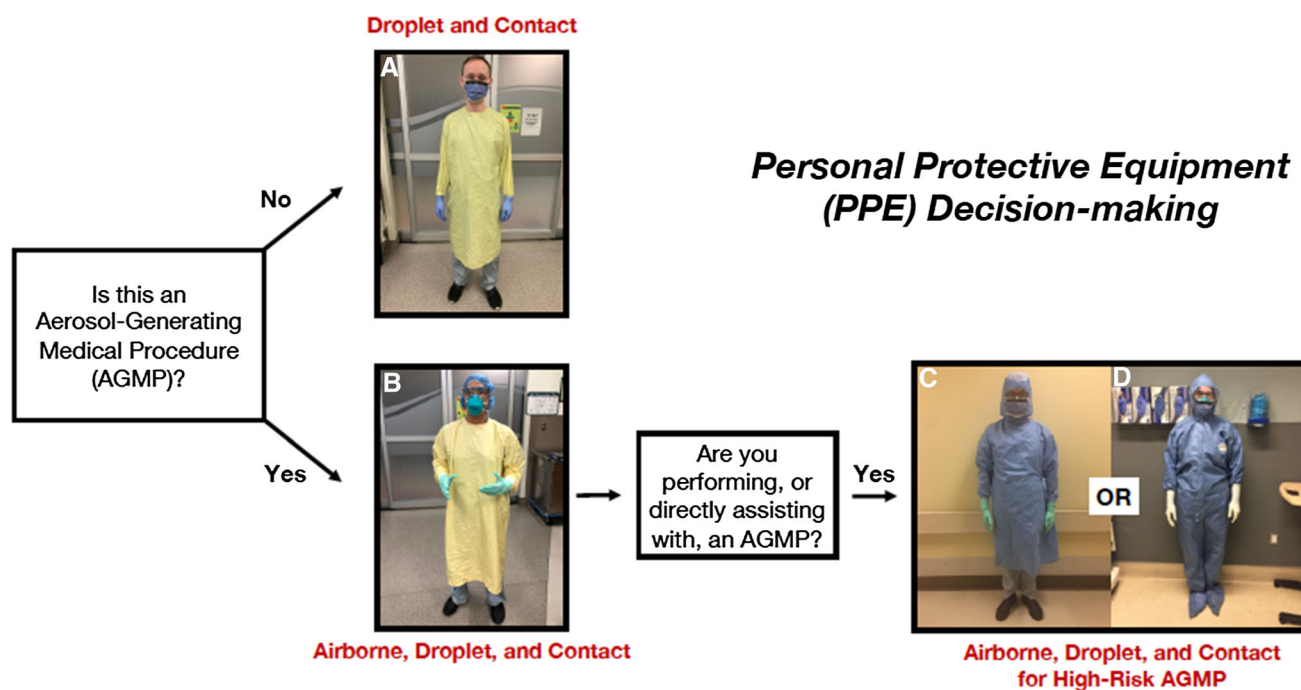 Droplet and Contact
A
Personal Protective Equipment
(PPE) Decision-making
No
Is this an
Aerosol-Generating
Medical Procedure
(AGMP)?
Yes
B
Airborne, Droplet, and Contact
Are you
performing, or
directly assisting
with, an AGMP?
Yes
C
D
OR
Airborne, Droplet, and Contact
for High-Risk AGMP